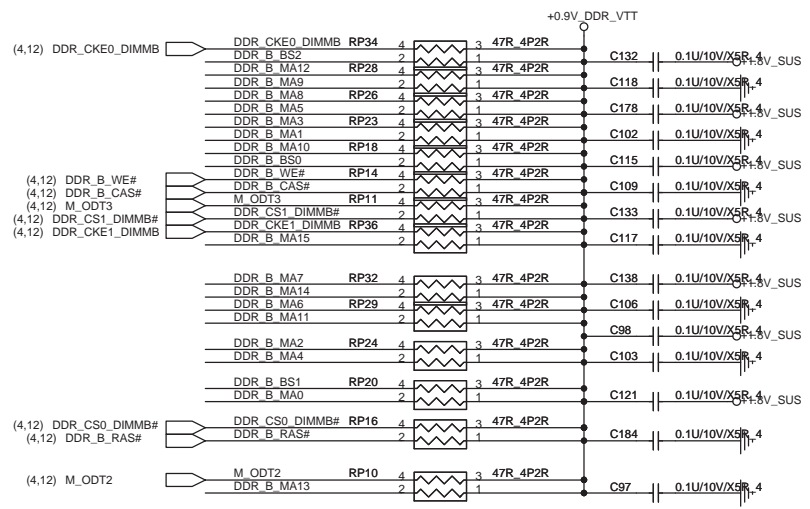 +0.9V_DDR_VTT
(4,12) DDR_CKE0_DIMMB DDR_CKE0_DIMMB RP34 4 3 47R_4P2R
DDR_B_BS2 2 1 C132 0.1U/10V/X5R_4 +1.8V_SUS
DDR_B_MA12 RP28 4 3 47R_4P2R
DDR_B_MA9 2 1 C118 0.1U/10V/X5R_4
DDR_B_MA8 RP26 4 3 47R_4P2R
DDR_B_MA5 2 1 C178 0.1U/10V/X5R_4 +1.8V_SUS
DDR_B_MA3 RP23 4 3 47R_4P2R
DDR_B_MA1 2 1 C102 0.1U/10V/X5R_4
DDR_B_MA10 RP18 4 3 47R_4P2R
DDR_B_BS0 2 1 C115 0.1U/10V/X5R_4 +1.8V_SUS
(4,12) DDR_B_WE# DDR_B_WE# RP14 4 3 47R_4P2R
(4,12) DDR_B_CAS# DDR_B_CAS# 2 1 C109 0.1U/10V/X5R_4
(4,12) M_ODT3 M_ODT3 RP11 4 3 47R_4P2R
(4,12) DDR_CS1_DIMMB# DDR_CS1_DIMMB# 2 1 C133 0.1U/10V/X5R_4 +1.8V_SUS
(4,12) DDR_CKE1_DIMMB DDR_CKE1_DIMMB RP36 4 3 47R_4P2R
DDR_B_MA15 2 1 C117 0.1U/10V/X5R_4
DDR_B_MA7 RP32 4 3 47R_4P2R C138 0.1U/10V/X5R_4 +1.8V_SUS
DDR_B_MA14 2 1
DDR_B_MA6 RP29 4 3 47R_4P2R C106 0.1U/10V/X5R_4
DDR_B_MA11 2 1
C98 0.1U/10V/X5R_4 +1.8V_SUS
DDR_B_MA2 RP24 4 3 47R_4P2R
DDR_B_MA4 2 1 C103 0.1U/10V/X5R_4
DDR_B_BS1 RP20 4 3 47R_4P2R
DDR_B_MA0 2 1 C121 0.1U/10V/X5R_4 +1.8V_SUS
(4,12) DDR_CS0_DIMMB# DDR_CS0_DIMMB# RP16 4 3 47R_4P2R
(4,12) DDR_B_RAS# DDR_B_RAS# 2 1 C184 0.1U/10V/X5R_4
(4,12) M_ODT2 M_ODT2 RP10 4 3 47R_4P2R
DDR_B_MA13 2 1 C97 0.1U/10V/X5R_4